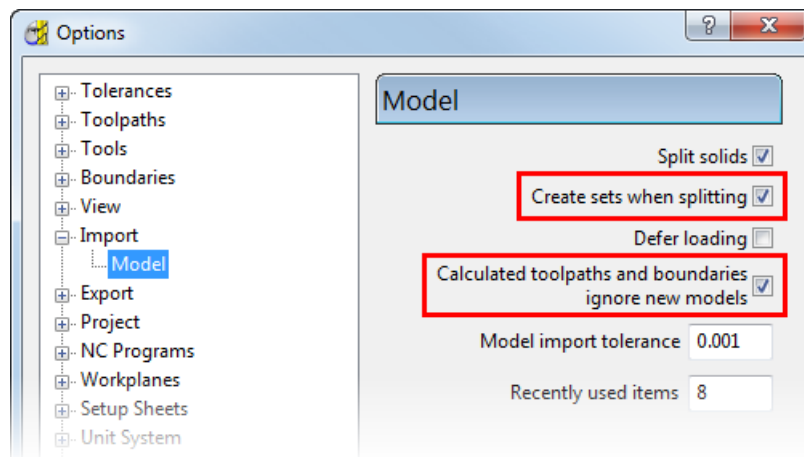 Options
Tolerances
Toolpaths
Tools
Boundaries
View
Import
Model
Export
Project
NC Programs
Workplanes
Setup Sheets
Unit System
Model
Split solids
Create sets when splitting
Defer loading
Calculated toolpaths and boundaries
ignore new models
Model import tolerance 0.001
Recently used items 8